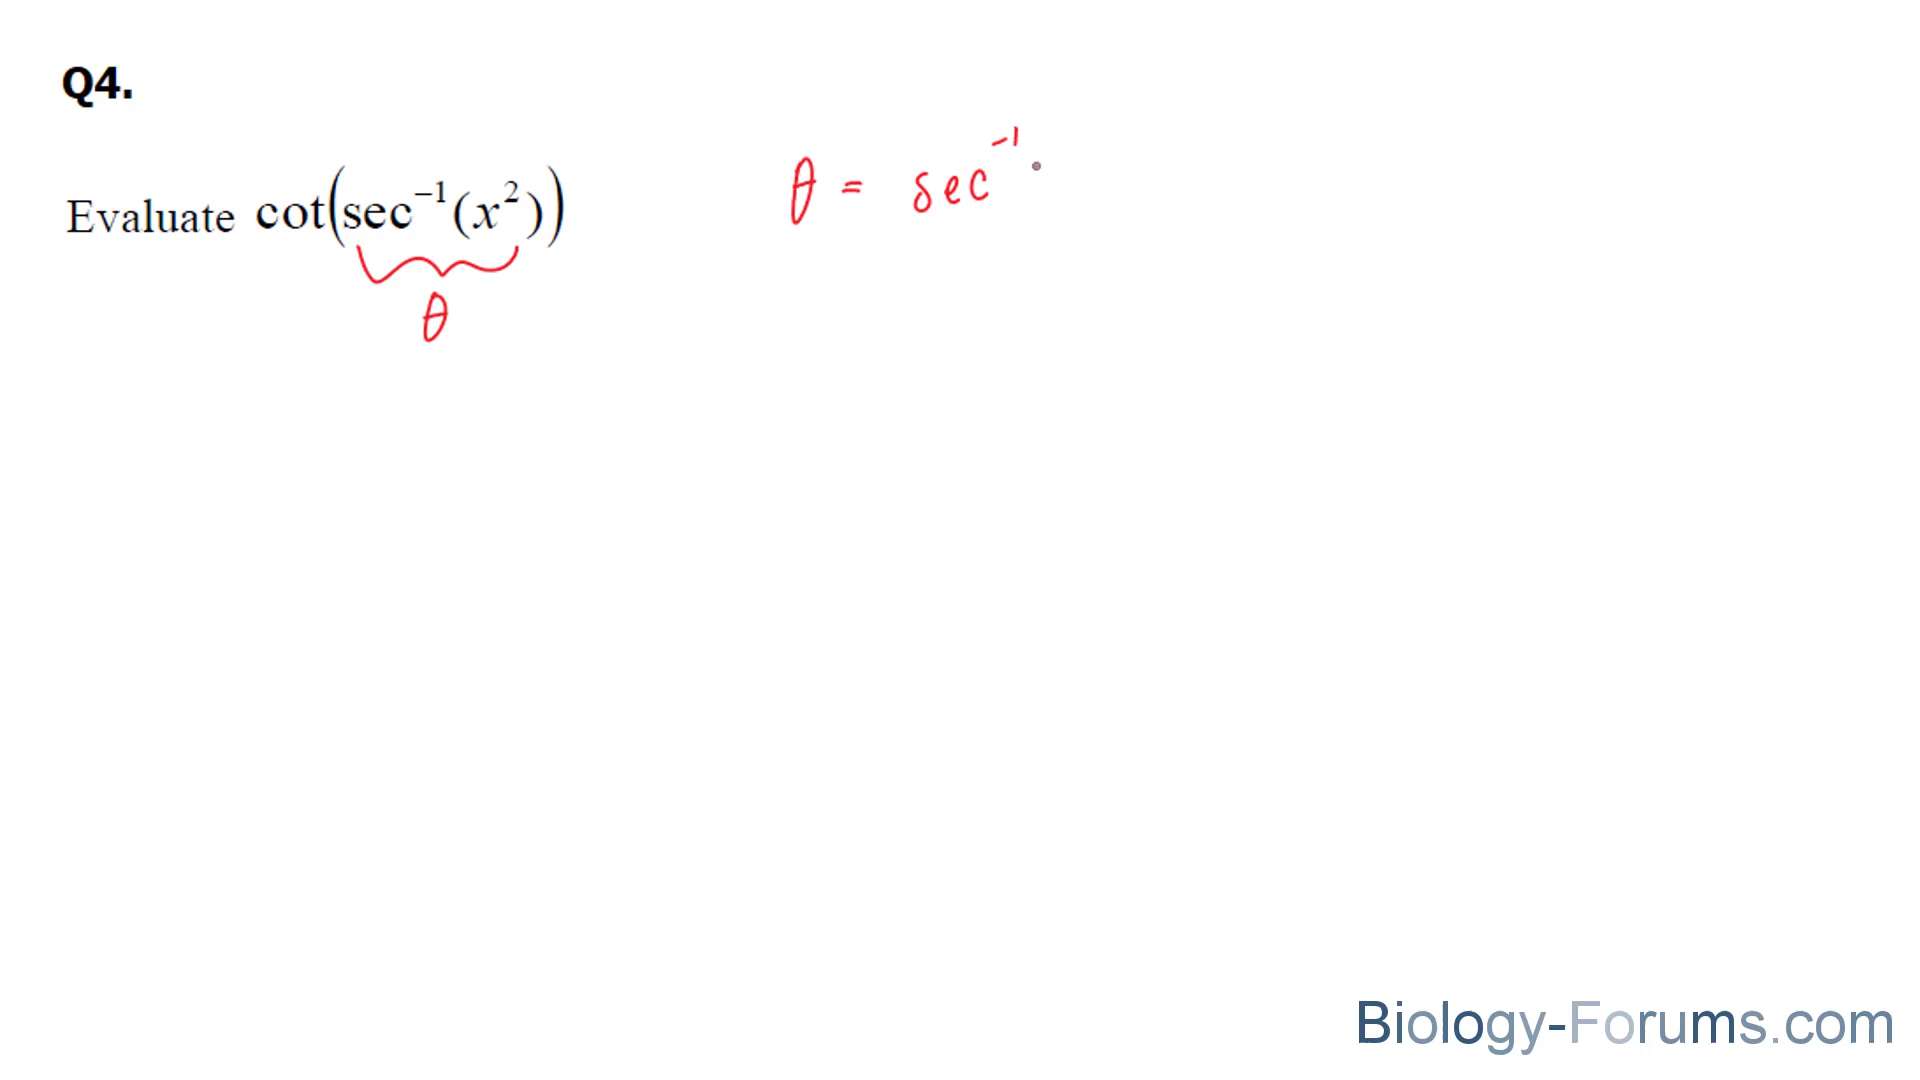 Q4.
Evaluate cot(sec⁻¹(x²))
θ
θ = sec⁻¹
Biology-Forums.com